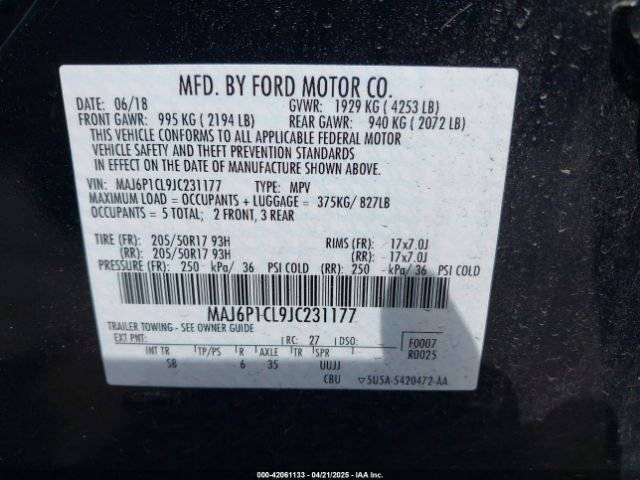 MFD. BY FORD MOTOR CO.
DATE: 06/18 GVWR: 1929 KG ( 4253 LB)
FRONT GAWR: 995 KG ( 2194 LB) REAR GAWR: 940 KG ( 2072 LB)
THIS VEHICLE CONFORMS TO ALL APPLICABLE FEDERAL MOTOR
VEHICLE SAFETY AND THEFT PREVENTION STANDARDS
IN EFFECT ON THE DATE OF MANUFACTURE SHOWN ABOVE.
VIN: MAJ6P1CL9JC231177 TYPE: MPV
MAXIMUM LOAD = OCCUPANTS + LUGGAGE = 375KG/ 827LB
OCCUPANTS = 5 TOTAL; 2 FRONT, 3 REAR
TIRE (FR): 205/50R17 93H RIMS (FR): 17x7.0J
(RR): 205/50R17 93H (RR): 17x7.0J
PRESSURE (FR): 250 kPa/ 36 PSI COLD (RR): 250 kPa/ 36 PSI COLD
MAJ6P1CL9JC231177
TRAILER TOWING - SEE OWNER GUIDE
EXT PNT: RC: 27 DSO: F0007
R0025
INT TR TP/PS R AXLE TR SPR
SB 6 35 UUJJ
CBU ▽5U5A-5420472-AA
000-42061133 - 04/21/2025 - Copyright © IAA, LLC.